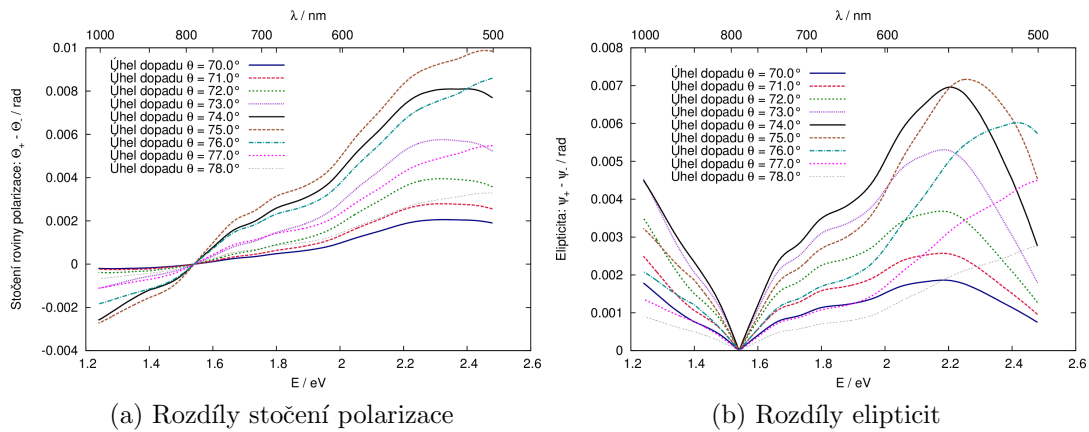 λ / nm
1000 800 700 600 500
Stočení roviny polarizace: Θ₊ - Θ₋ / rad
0.01
0.008
0.006
0.004
0.002
0
-0.002
-0.004
Úhel dopadu θ = 70.0°
Úhel dopadu θ = 71.0°
Úhel dopadu θ = 72.0°
Úhel dopadu θ = 73.0°
Úhel dopadu θ = 74.0°
Úhel dopadu θ = 75.0°
Úhel dopadu θ = 76.0°
Úhel dopadu θ = 77.0°
Úhel dopadu θ = 78.0°
1.2 1.4 1.6 1.8 2 2.2 2.4 2.6
E / eV
(a) Rozdíly stočení polarizace
λ / nm
1000 800 700 600 500
Elipticita: ψ₊ - ψ₋ / rad
0.008
0.007
0.006
0.005
0.004
0.003
0.002
0.001
0
Úhel dopadu θ = 70.0°
Úhel dopadu θ = 71.0°
Úhel dopadu θ = 72.0°
Úhel dopadu θ = 73.0°
Úhel dopadu θ = 74.0°
Úhel dopadu θ = 75.0°
Úhel dopadu θ = 76.0°
Úhel dopadu θ = 77.0°
Úhel dopadu θ = 78.0°
1.2 1.4 1.6 1.8 2 2.2 2.4 2.6
E / eV
(b) Rozdíly elipticit